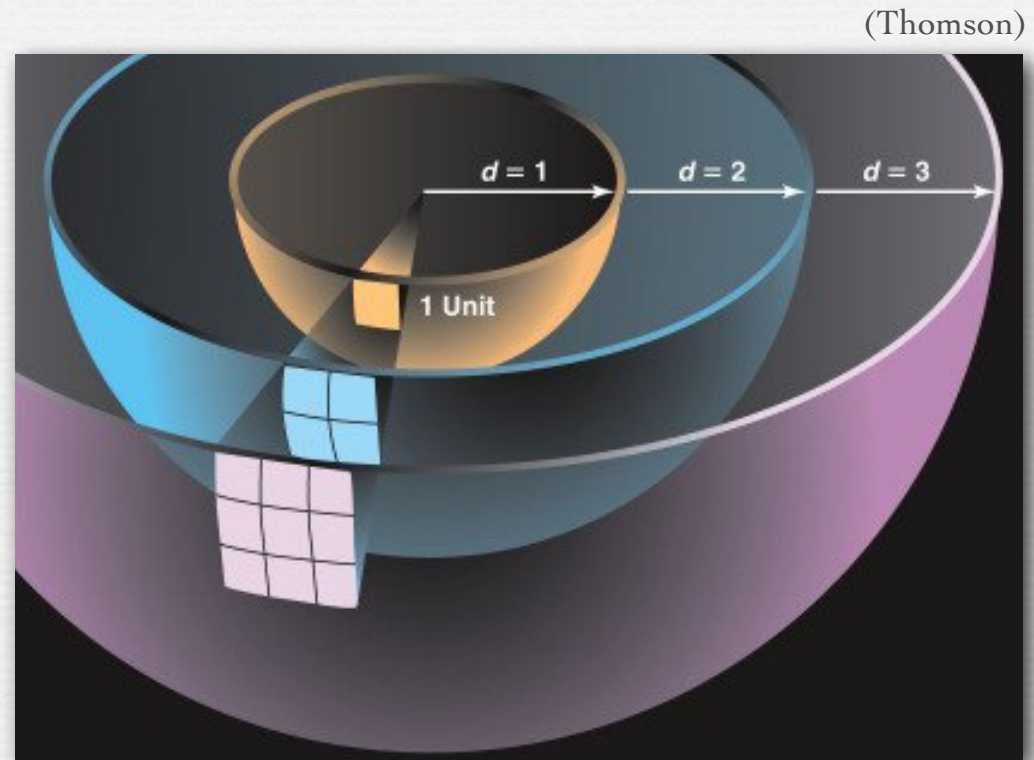 (Thomson)
d = 1
d = 2
d = 3
1 Unit